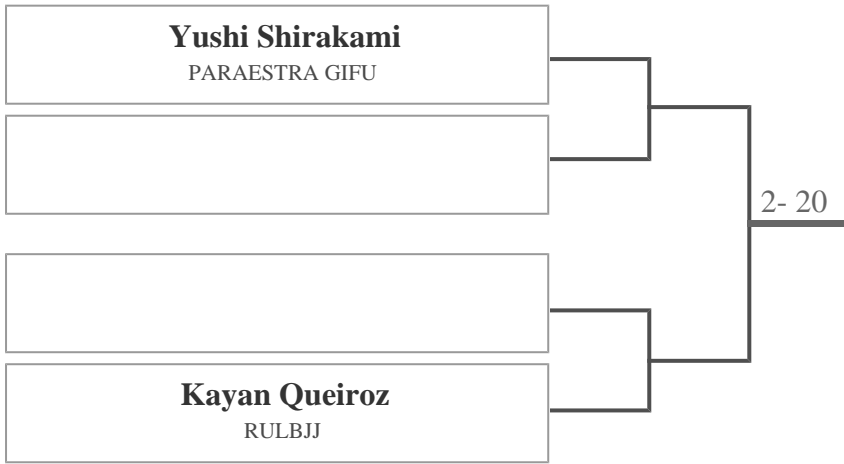 Yushi Shirakami
PARAESTRA GIFU
2- 20
Kayan Queiroz
RULBJJ